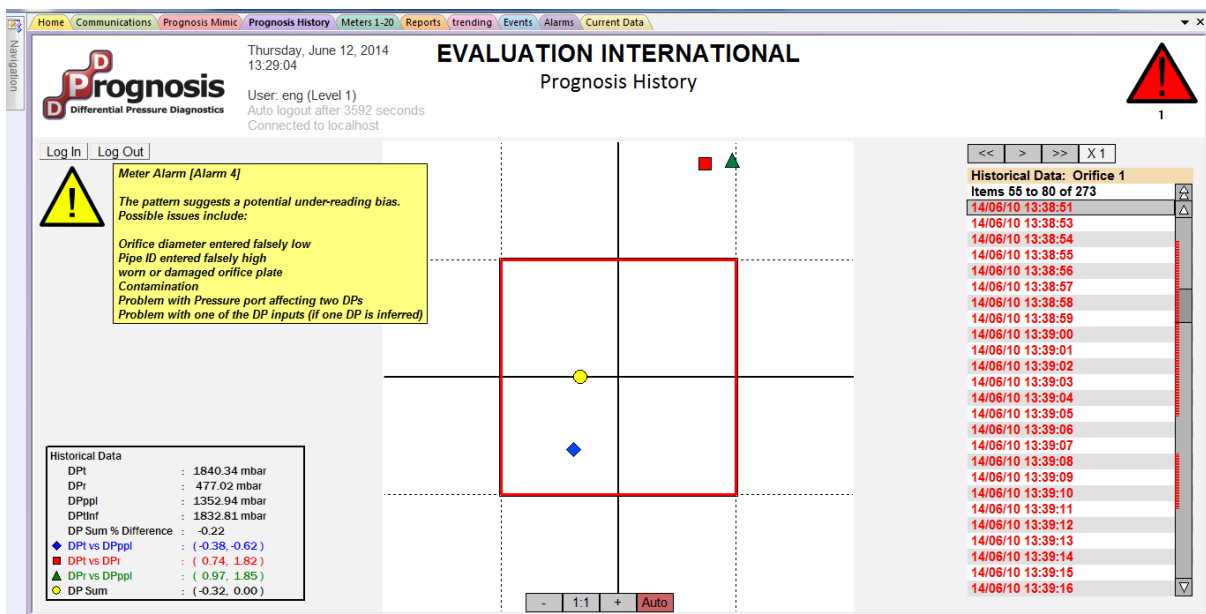 Home Communications Prognosis Mimic Prognosis History Meters 1-20 Reports trending Events Alarms Current Data
Navigation
D
Prognosis
D Differential Pressure Diagnostics
Thursday, June 12, 2014
13:29:04
User: eng (Level 1)
Auto logout after 3592 seconds
Connected to localhost
EVALUATION INTERNATIONAL
Prognosis History
!
1
Log In Log Out
!
Meter Alarm [Alarm 4]
The pattern suggests a potential under-reading bias.
Possible issues include:
Orifice diameter entered falsely low
Pipe ID entered falsely high
worn or damaged orifice plate
Contamination
Problem with Pressure port affecting two DPs
Problem with one of the DP inputs (if one DP is inferred)
Historical Data
DPt : 1840.34 mbar
DPr : 477.02 mbar
DPppl : 1352.94 mbar
DPtInf : 1832.81 mbar
DP Sum % Difference : -0.22
DPt vs DPppl : (-0.38, -0.62 )
DPt vs DPr : ( 0.74, 1.82 )
DPr vs DPppl : ( 0.97, 1.85 )
DP Sum : (-0.32, 0.00 )
- 1:1 + Auto
<< > >> X 1
Historical Data: Orifice 1
Items 55 to 80 of 273
14/06/10 13:38:51
14/06/10 13:38:53
14/06/10 13:38:54
14/06/10 13:38:55
14/06/10 13:38:56
14/06/10 13:38:57
14/06/10 13:38:58
14/06/10 13:38:59
14/06/10 13:39:00
14/06/10 13:39:01
14/06/10 13:39:02
14/06/10 13:39:03
14/06/10 13:39:04
14/06/10 13:39:05
14/06/10 13:39:06
14/06/10 13:39:07
14/06/10 13:39:08
14/06/10 13:39:09
14/06/10 13:39:10
14/06/10 13:39:11
14/06/10 13:39:12
14/06/10 13:39:13
14/06/10 13:39:14
14/06/10 13:39:15
14/06/10 13:39:16